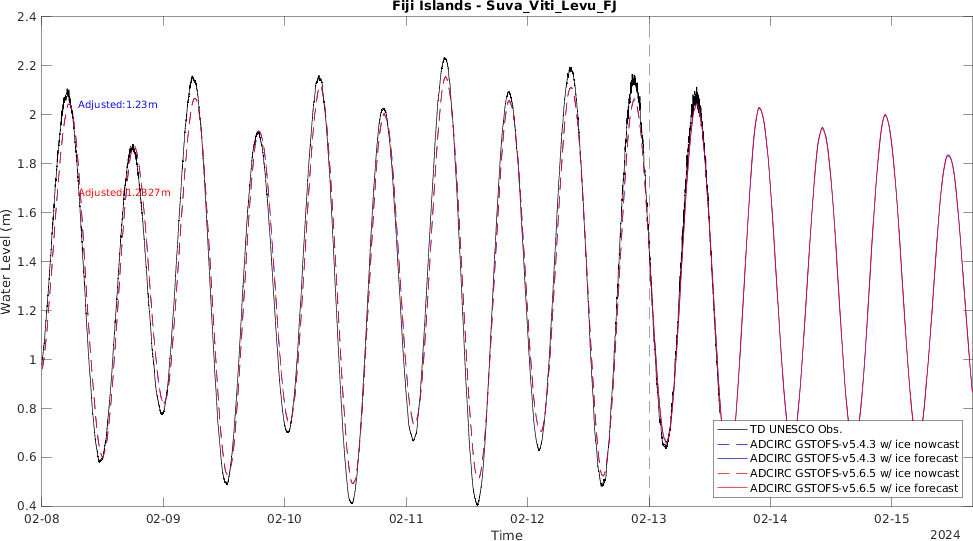 Fiji Islands - Suva_Viti_Levu_FJ
2.4
2.2
2
1.8
1.6
1.4
1.2
1
0.8
0.6
0.4
Water Level (m)
Adjusted:1.23m
Adjusted:1.2327m
TD UNESCO Obs.
ADCIRC GSTOFS-v5.4.3 w/ ice nowcast
ADCIRC GSTOFS-v5.4.3 w/ ice forecast
ADCIRC GSTOFS-v5.6.5 w/ ice nowcast
ADCIRC GSTOFS-v5.6.5 w/ ice forecast
02-08 02-09 02-10 02-11 02-12 02-13 02-14 02-15
Time
2024